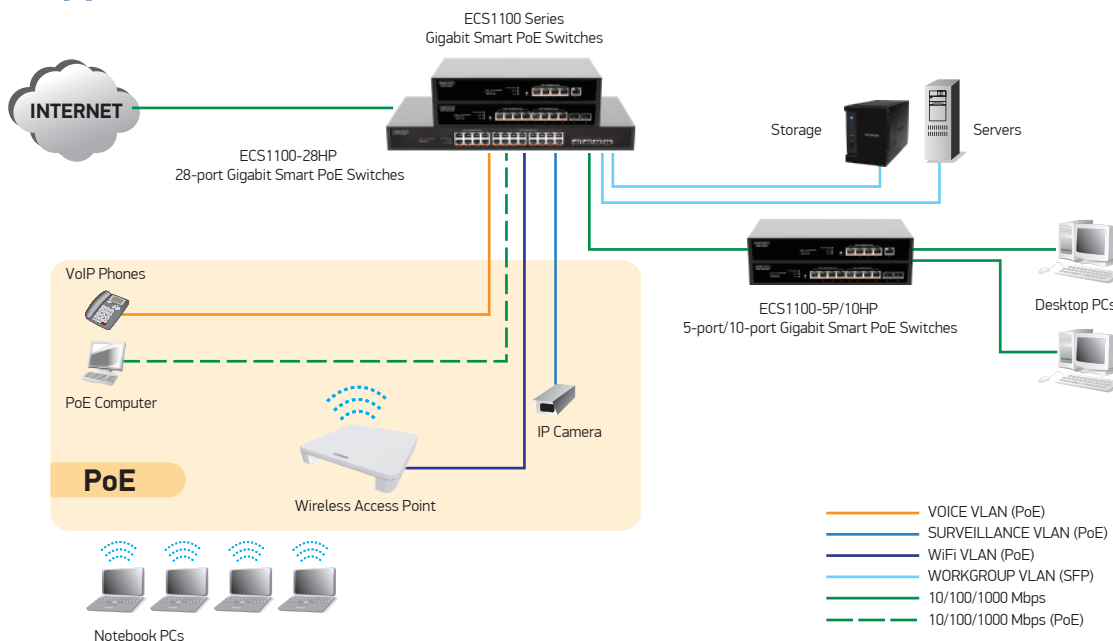 ECS1100 Series
Gigabit Smart PoE Switches
INTERNET
ECS1100-28HP
28-port Gigabit Smart PoE Switches
Storage
Servers
VoIP Phones
PoE Computer
PoE
Wireless Access Point
IP Camera
ECS1100-5P/10HP
5-port/10-port Gigabit Smart PoE Switches
Desktop PCs
Notebook PCs
VOICE VLAN (PoE)
SURVEILLANCE VLAN (PoE)
WiFi VLAN (PoE)
WORKGROUP VLAN (SFP)
10/100/1000 Mbps
10/100/1000 Mbps (PoE)